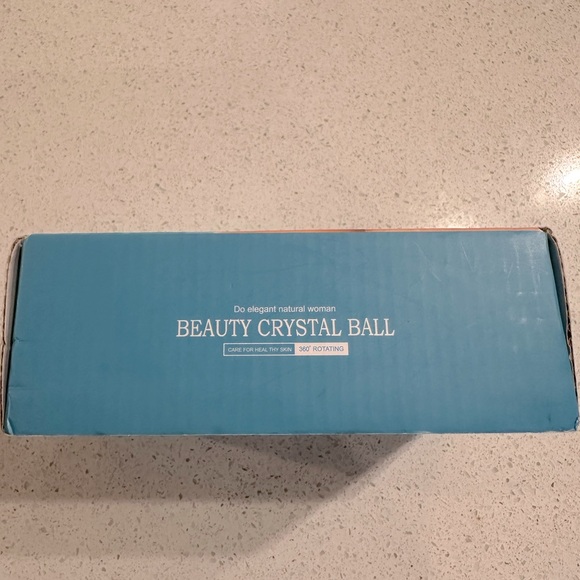 Do elegant natural woman
BEAUTY CRYSTAL BALL
CARE FOR HEAL THY SKIN 360° ROTATING